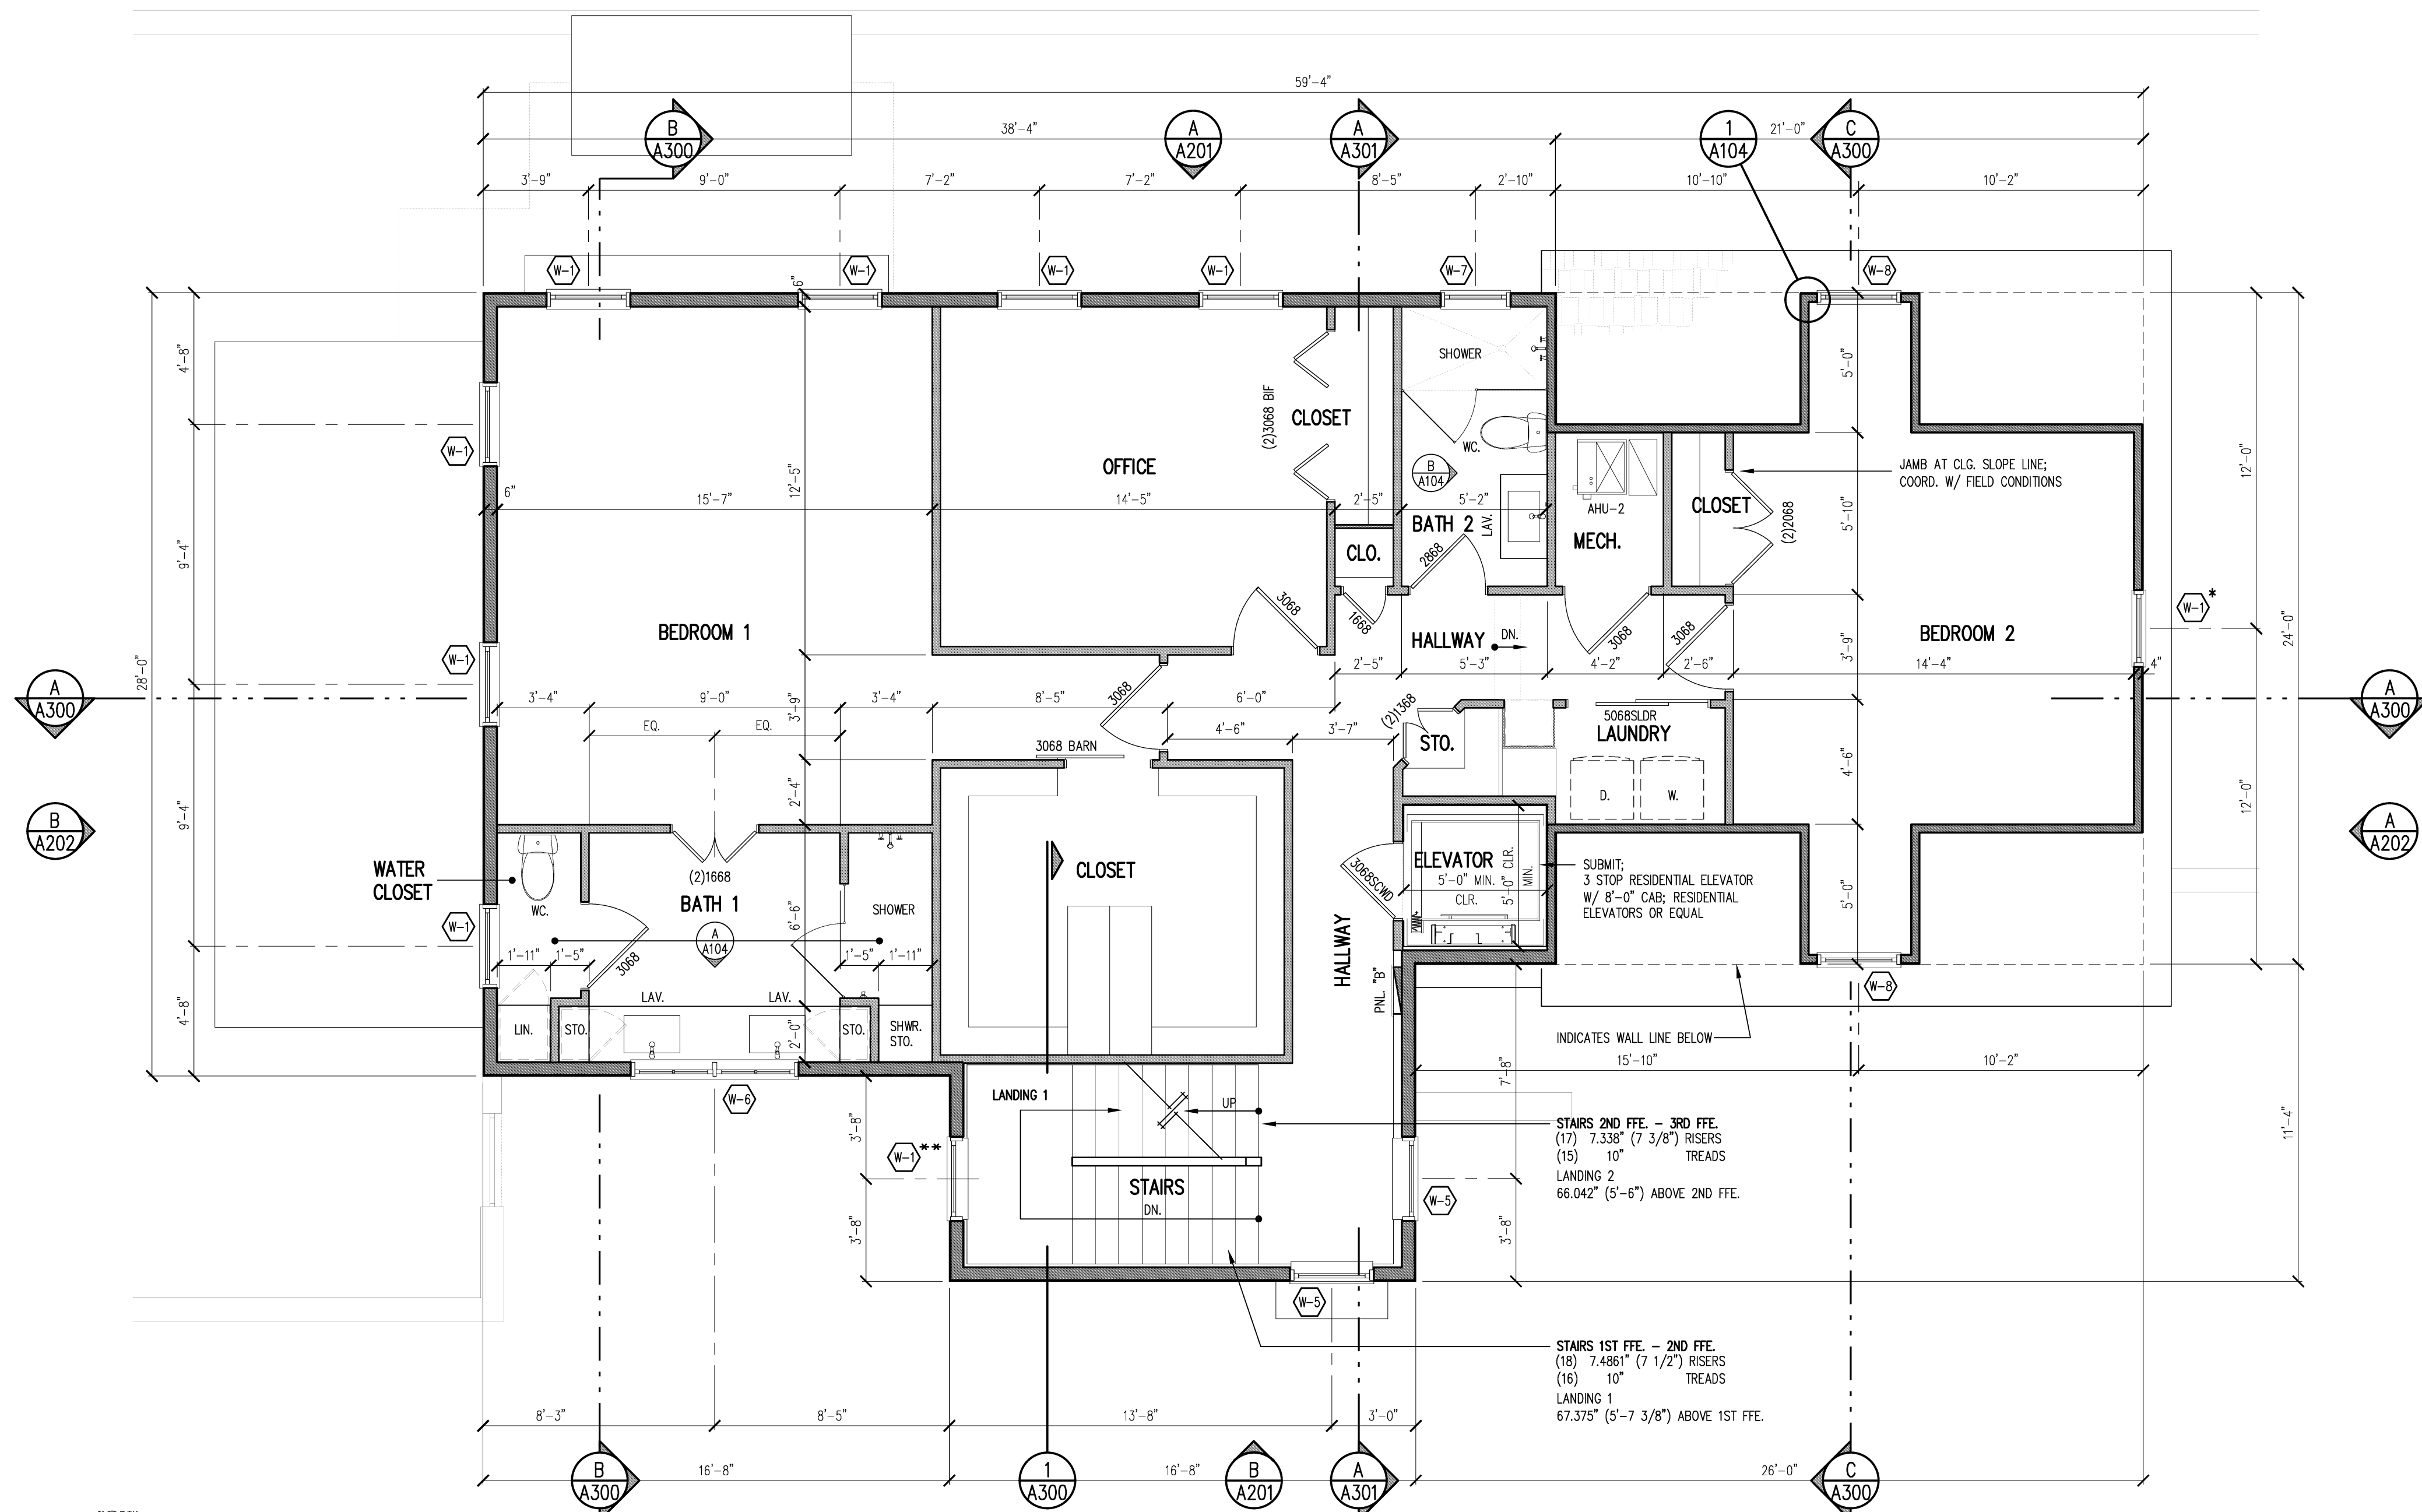 59'-4"
38'-4"
21'-0"
B
A300
A
A201
A
A301
1
A104
C
A300
3'-9"
9'-0"
7'-2"
7'-2"
8'-5"
2'-10"
10'-10"
10'-2"
W-1
W-1
W-1
W-1
W-7
W-8
6"
4'-8"
5'-0"
12'-0"
SHOWER
(2)3068 BIF
CLOSET
WC.
B
A104
W-1
OFFICE
12'-5"
JAMB AT CLG. SLOPE LINE;
COORD. W/ FIELD CONDITIONS
6"
15'-7"
14'-5"
2'-5"
5'-2"
AHU-2
CLOSET
(2)2068
5'-10"
BATH 2
LAV.
MECH.
CLO.
2868
9'-4"
W-1*
24'-0"
3068
1668
BEDROOM 1
HALLWAY
DN.
3068
3068
BEDROOM 2
3'-9"
W-1
28'-0"
2'-5"
5'-3"
4'-2"
2'-6"
14'-4"
4"
A
A300
A
A300
3'-4"
9'-0"
3'-4"
8'-5"
3068
6'-0"
3'-9"
EQ.
EQ.
4'-6"
3'-7"
(2)1368
STO.
5068SLDR
LAUNDRY
3068 BARN
4'-6"
D.
W.
2'-4"
9'-4"
12'-0"
B
A202
A
A202
WATER
CLOSET
WC.
(2)1668
BATH 1
A
A104
SHOWER
6'-6"
CLOSET
3068SCWD
ELEVATOR
5'-0" MIN.
CLR.
5'-0" CLR.
MIN.
SUBMIT;
3 STOP RESIDENTIAL ELEVATOR
W/ 8'-0" CAB; RESIDENTIAL
ELEVATORS OR EQUAL
5'-0"
W-1
1'-11"
1'-5"
3068
1'-5"
1'-11"
HALLWAY
PNL. "B"
4'-8"
LAV.
LAV.
LIN.
STO.
STO.
SHWR.
STO.
2'-0"
W-8
INDICATES WALL LINE BELOW
15'-10"
10'-2"
7'-8"
W-6
LANDING 1
UP
3'-8"
W-1**
STAIRS
DN.
W-5
3'-8"
3'-8"
11'-4"
STAIRS 2ND FFE. - 3RD FFE.
(17) 7.338" (7 3/8") RISERS
(15) 10" TREADS
LANDING 2
66.042" (5'-6") ABOVE 2ND FFE.
W-5
STAIRS 1ST FFE. - 2ND FFE.
(18) 7.4861" (7 1/2") RISERS
(16) 10" TREADS
LANDING 1
67.375" (5'-7 3/8") ABOVE 1ST FFE.
8'-3"
8'-5"
13'-8"
3'-0"
16'-8"
16'-8"
26'-0"
B
A300
1
A300
B
A201
A
A301
C
A300